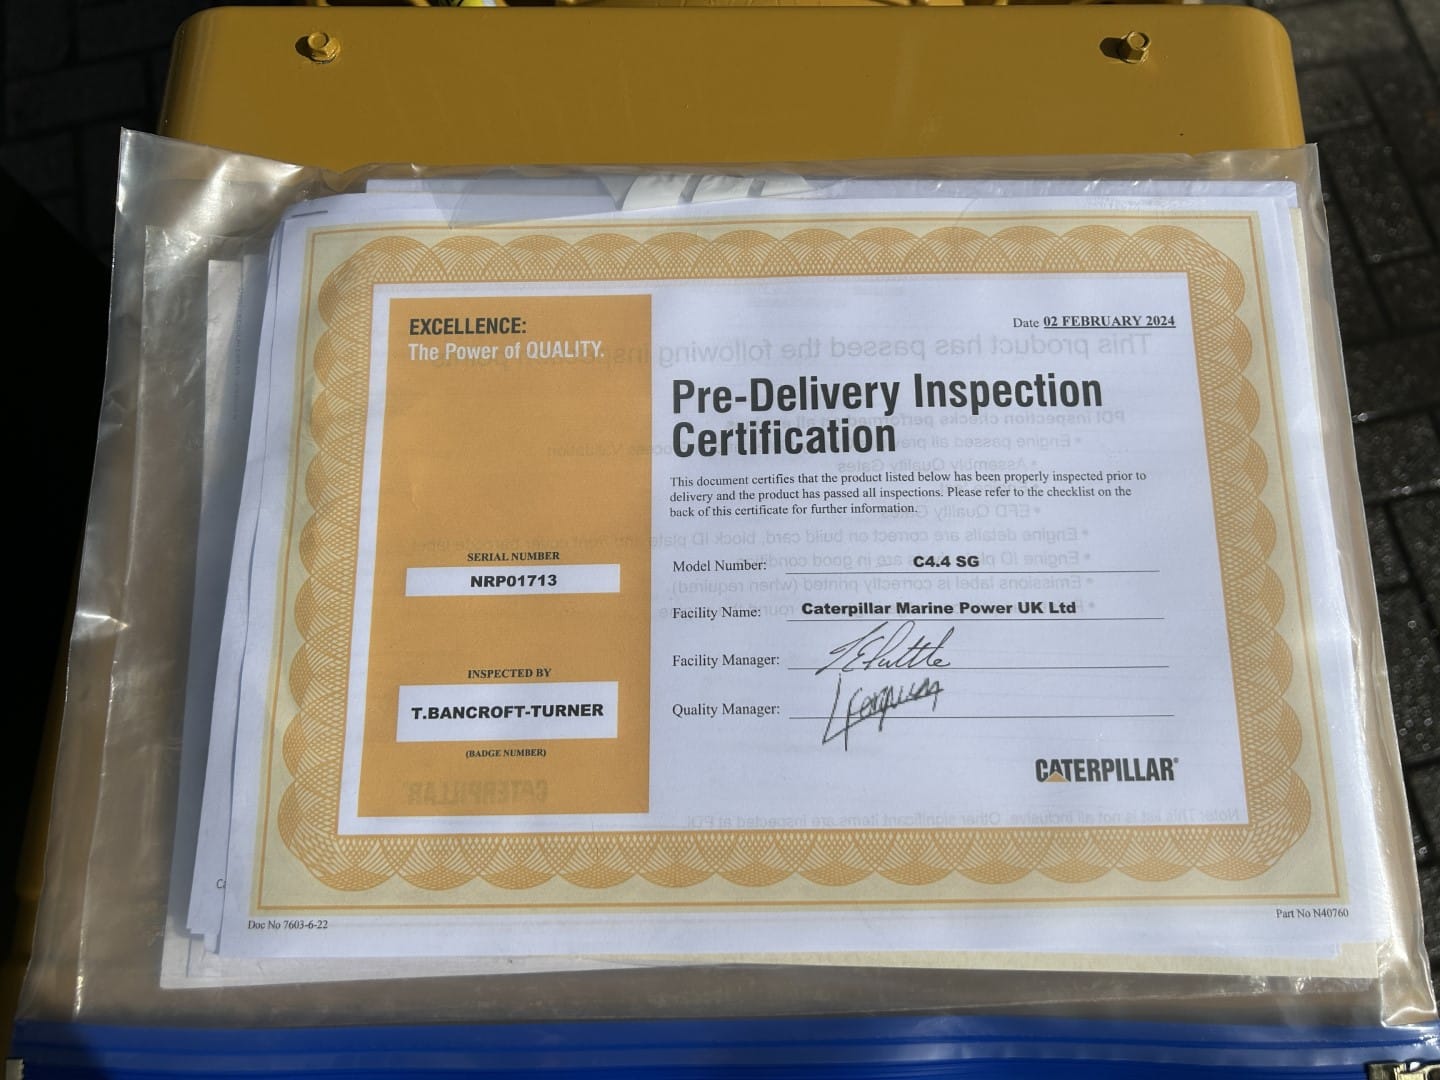 EXCELLENCE:
The Power of QUALITY.
Date 02 FEBRUARY 2024
Pre-Delivery Inspection
Certification
This document certifies that the product listed below has been properly inspected prior to
delivery and the product has passed all inspections. Please refer to the checklist on the
back of this certificate for further information.
SERIAL NUMBER
NRP01713
INSPECTED BY
T.BANCROFT-TURNER
(BADGE NUMBER)
Model Number: C4.4 SG
Facility Name: Caterpillar Marine Power UK Ltd
Facility Manager:
Quality Manager:
CATERPILLAR®
Doc No 7603-6-22
Part No N40760